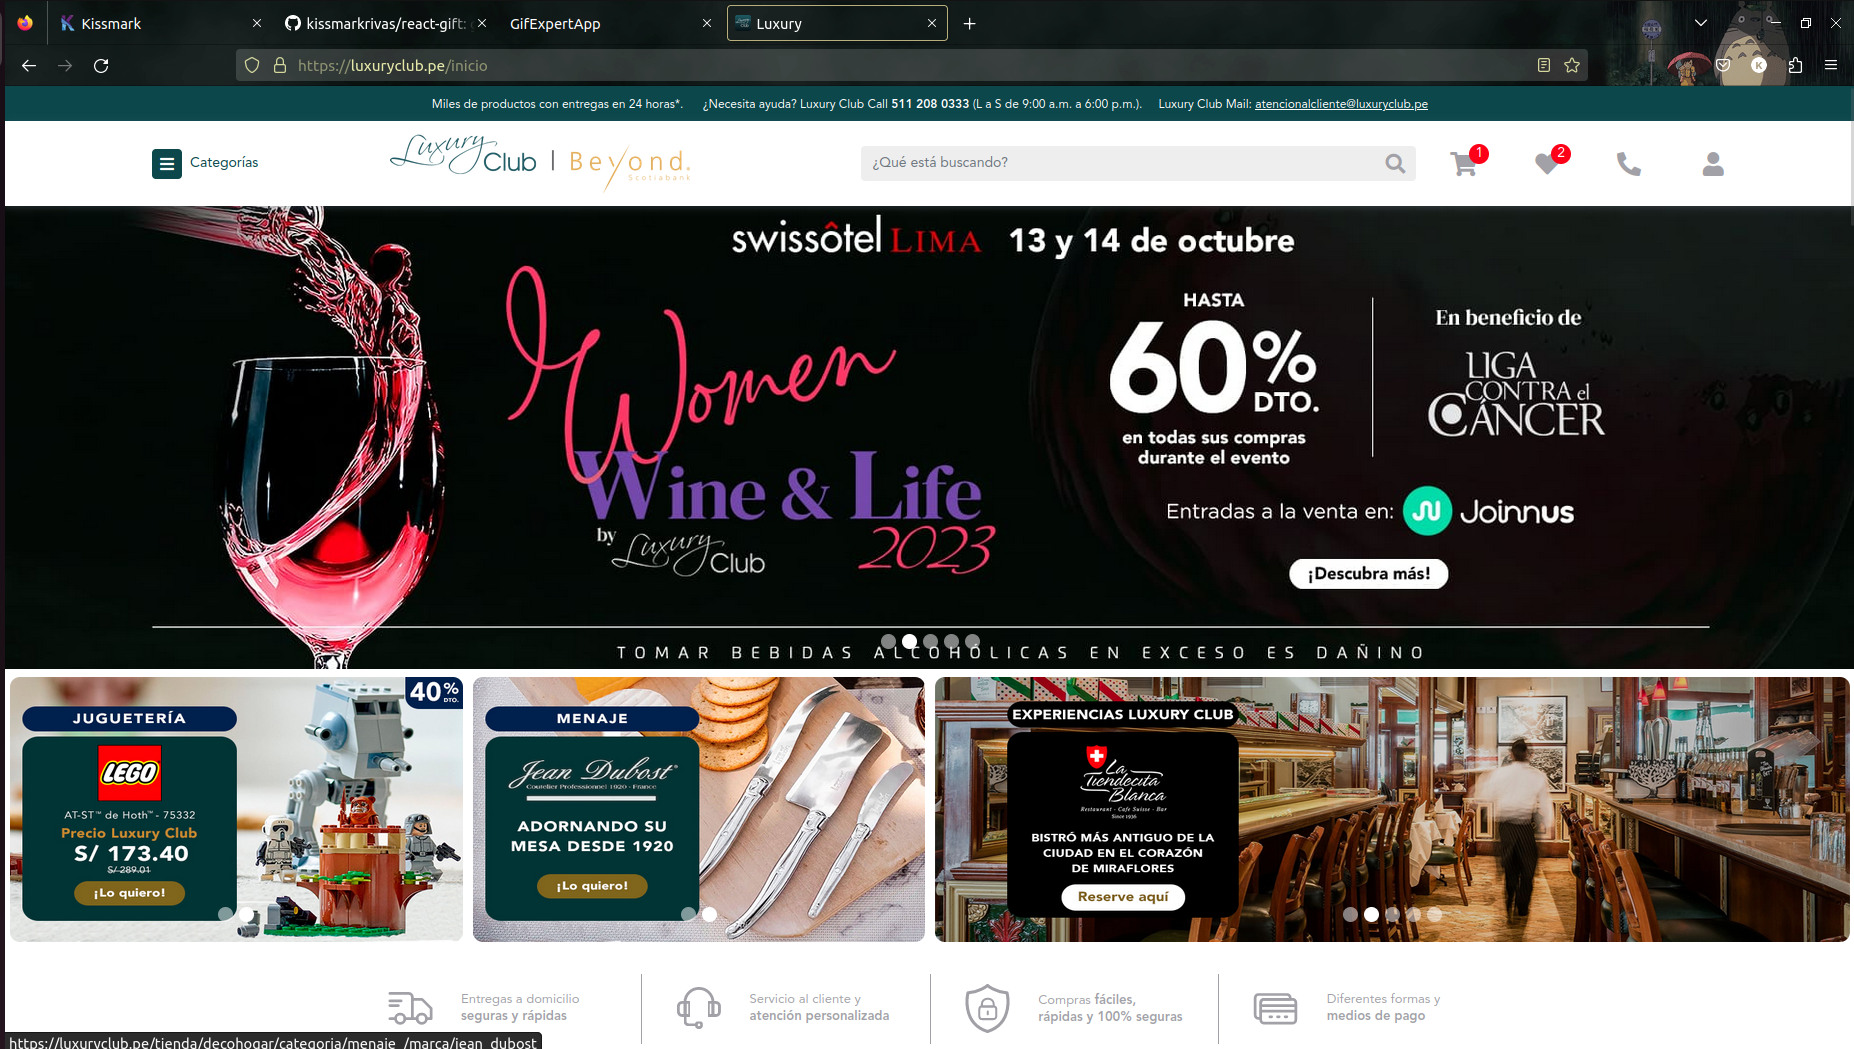 Kissmark
kissmarkrivas/react-gift:
GifExpertApp
Luxury
https://luxuryclub.pe/inicio
Miles de productos con entregas en 24 horas*. ¿Necesita ayuda? Luxury Club Call 511 208 0333 (L a S de 9:00 a.m. a 6:00 p.m.). Luxury Club Mail: atencionalcliente@luxuryclub.pe
Categorías
Luxury Club | Beyond.
Scotiabank
¿Qué está buscando?
1
2
swissôtel LIMA 13 y 14 de octubre
Women
Wine & Life
by Luxury Club 2023
HASTA
60%
DTO.
en todas sus compras
durante el evento
En beneficio de
LIGA
CONTRA el
CÁNCER
Entradas a la venta en: Joinnus
¡Descubra más!
TOMAR BEBIDAS ALCOHÓLICAS EN EXCESO ES DAÑINO
40%
DTO.
JUGUETERÍA
LEGO
AT-ST™ de Hoth™ - 75332
Precio Luxury Club
S/ 173.40
S/ 289.01
¡Lo quiero!
MENAJE
Jean Dubost®
Coutelier Professionnel 1920 - France
ADORNANDO SU
MESA DESDE 1920
¡Lo quiero!
EXPERIENCIAS LUXURY CLUB
La
Tiendecita
Blanca
Restaurant - Cafe Suisse - Bar
Since 1936
BISTRÓ MÁS ANTIGUO DE LA
CIUDAD EN EL CORAZÓN
DE MIRAFLORES
Reserve aquí
Entregas a domicilio
seguras y rápidas
Servicio al cliente y
atención personalizada
Compras fáciles,
rápidas y 100% seguras
Diferentes formas y
medios de pago
https://luxuryclub.pe/tienda/decohogar/categoria/menaje_/marca/jean_dubost